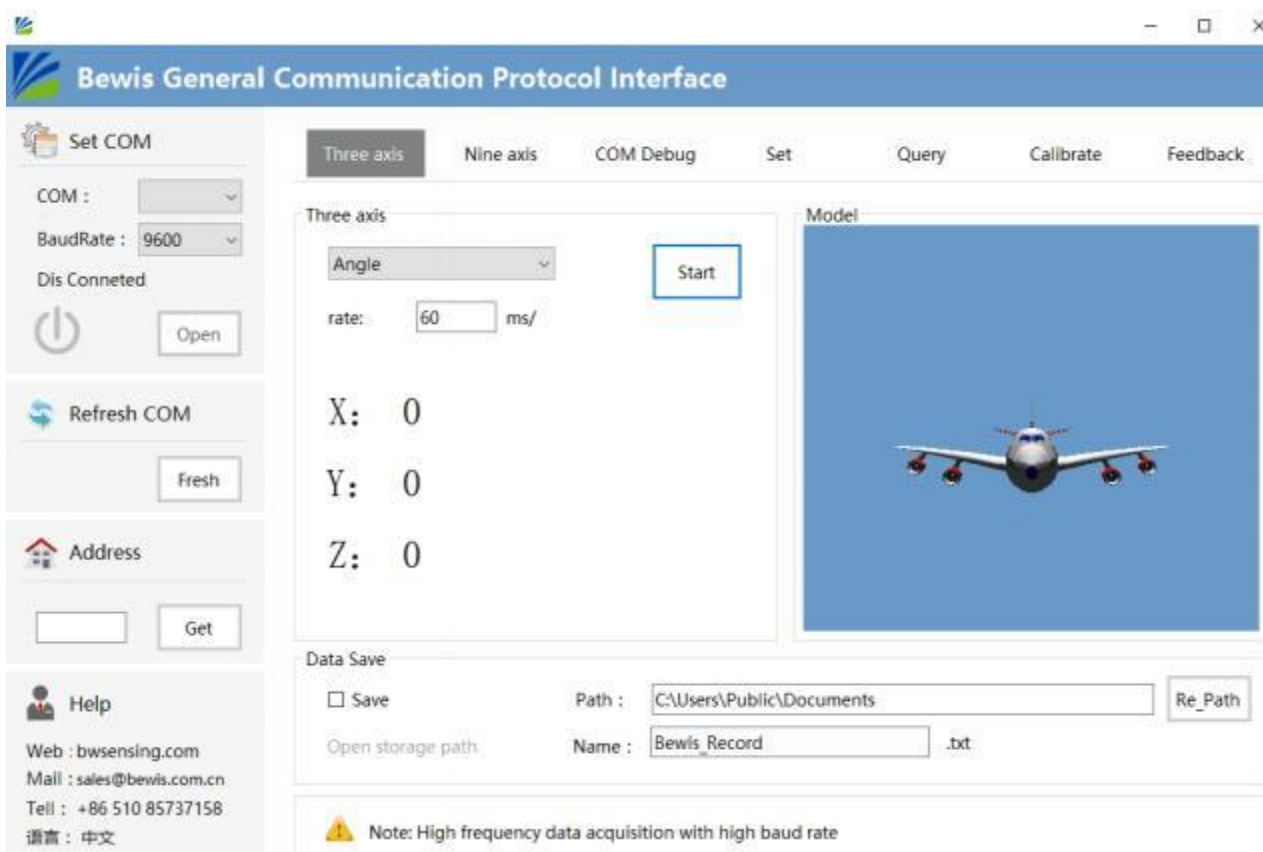 Bewis General Communication Protocol Interface
Set COM
COM :
BaudRate : 9600
Dis Conneted
Open
Refresh COM
Fresh
Address
Get
Help
Web : bwsensing.com
Mail : sales@bewis.com.cn
Tell : +86 510 85737158
语言： 中文
Three axis Nine axis COM Debug Set Query Calibrate Feedback
Three axis
Angle
Start
rate: 60 ms/
X: 0
Y: 0
Z: 0
Model
Data Save
Save Path : C:\Users\Public\Documents Re_Path
Open storage path Name : Bewis_Record .txt
Note: High frequency data acquisition with high baud rate